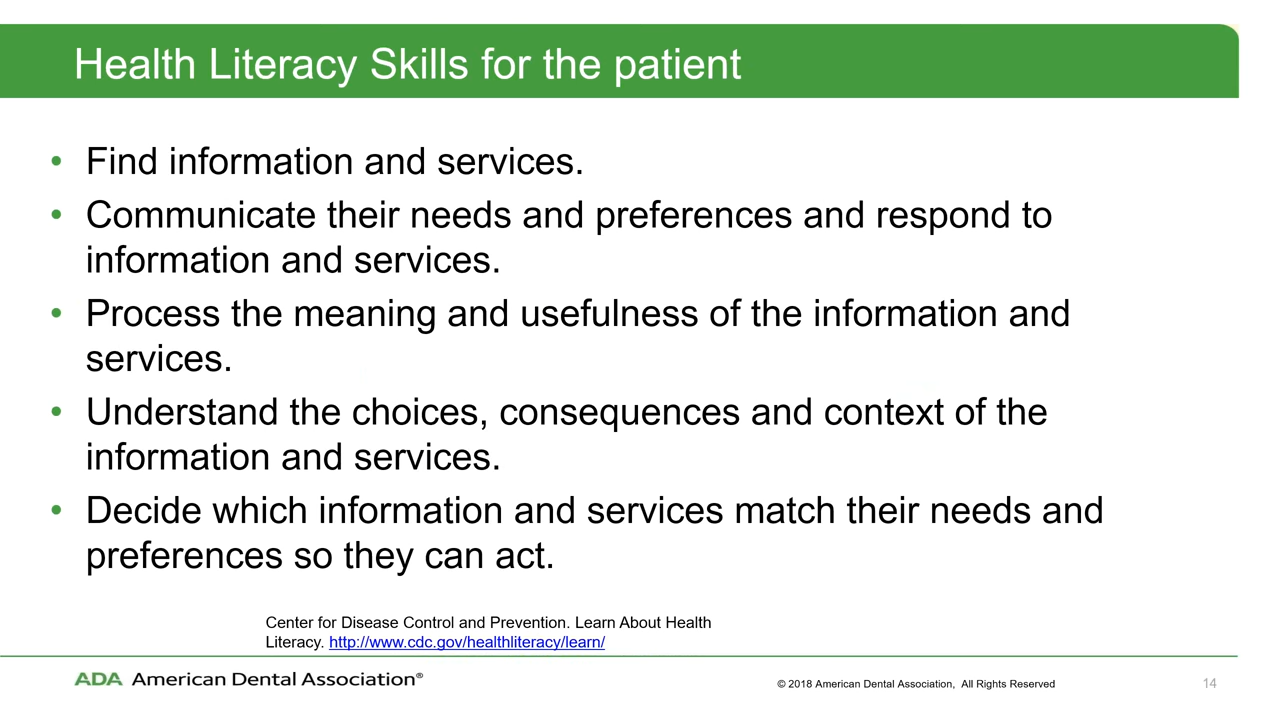 Health Literacy Skills for the patient
• Find information and services.
• Communicate their needs and preferences and respond to
information and services.
• Process the meaning and usefulness of the information and
services.
• Understand the choices, consequences and context of the
information and services.
• Decide which information and services match their needs and
preferences so they can act.
Center for Disease Control and Prevention. Learn About Health
Literacy. http://www.cdc.gov/healthliteracy/learn/
ADA American Dental Association®
© 2018 American Dental Association, All Rights Reserved
14